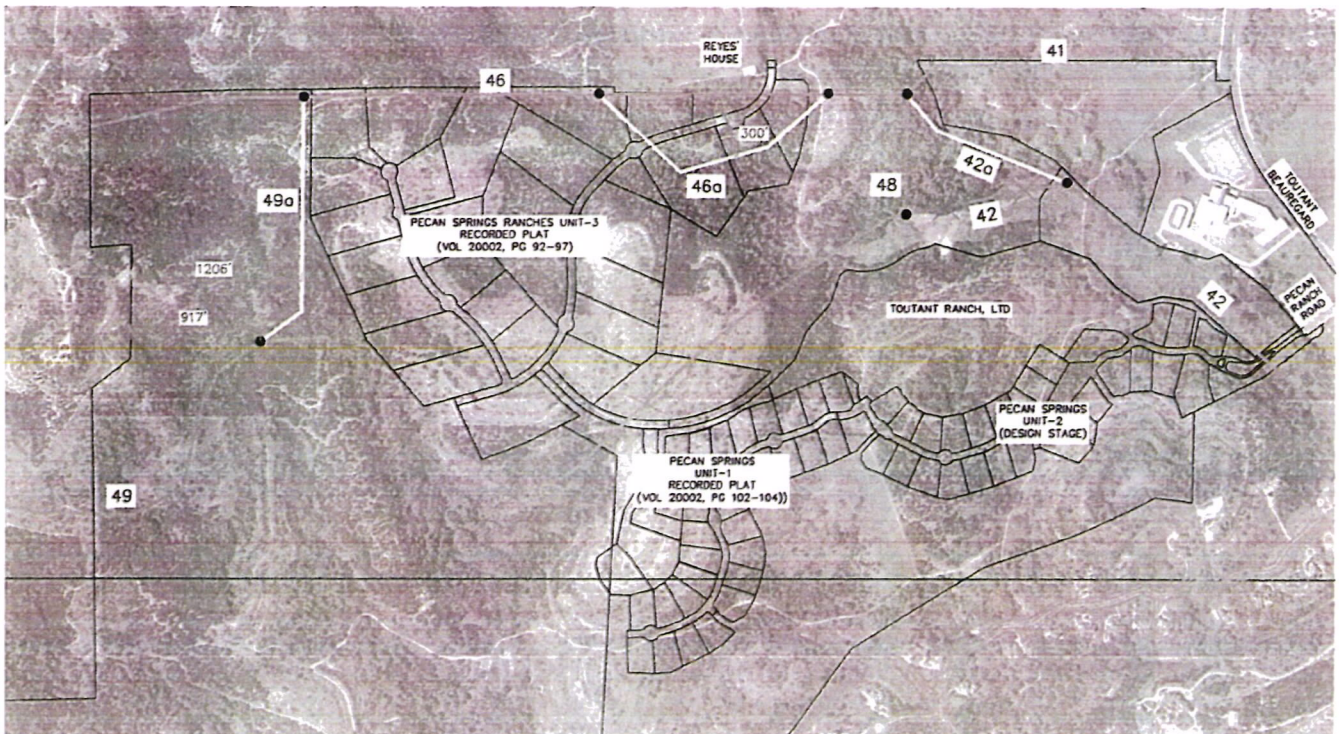 REYES'
HOUSE
41
46
300'
42a
49a
46a
48
42
TOUTANT
BEAUREGARD
PECAN SPRINGS RANCHES UNIT-3
RECORDED PLAT
(VOL 20002, PG 92-97)
1206'
917'
TOUTANT RANCH, LTD
42
PECAN
RANCH
ROAD
PECAN SPRINGS
UNIT-2
(DESIGN STAGE)
PECAN SPRINGS
UNIT-1
RECORDED PLAT
(VOL 20002, PG 102-104))
49